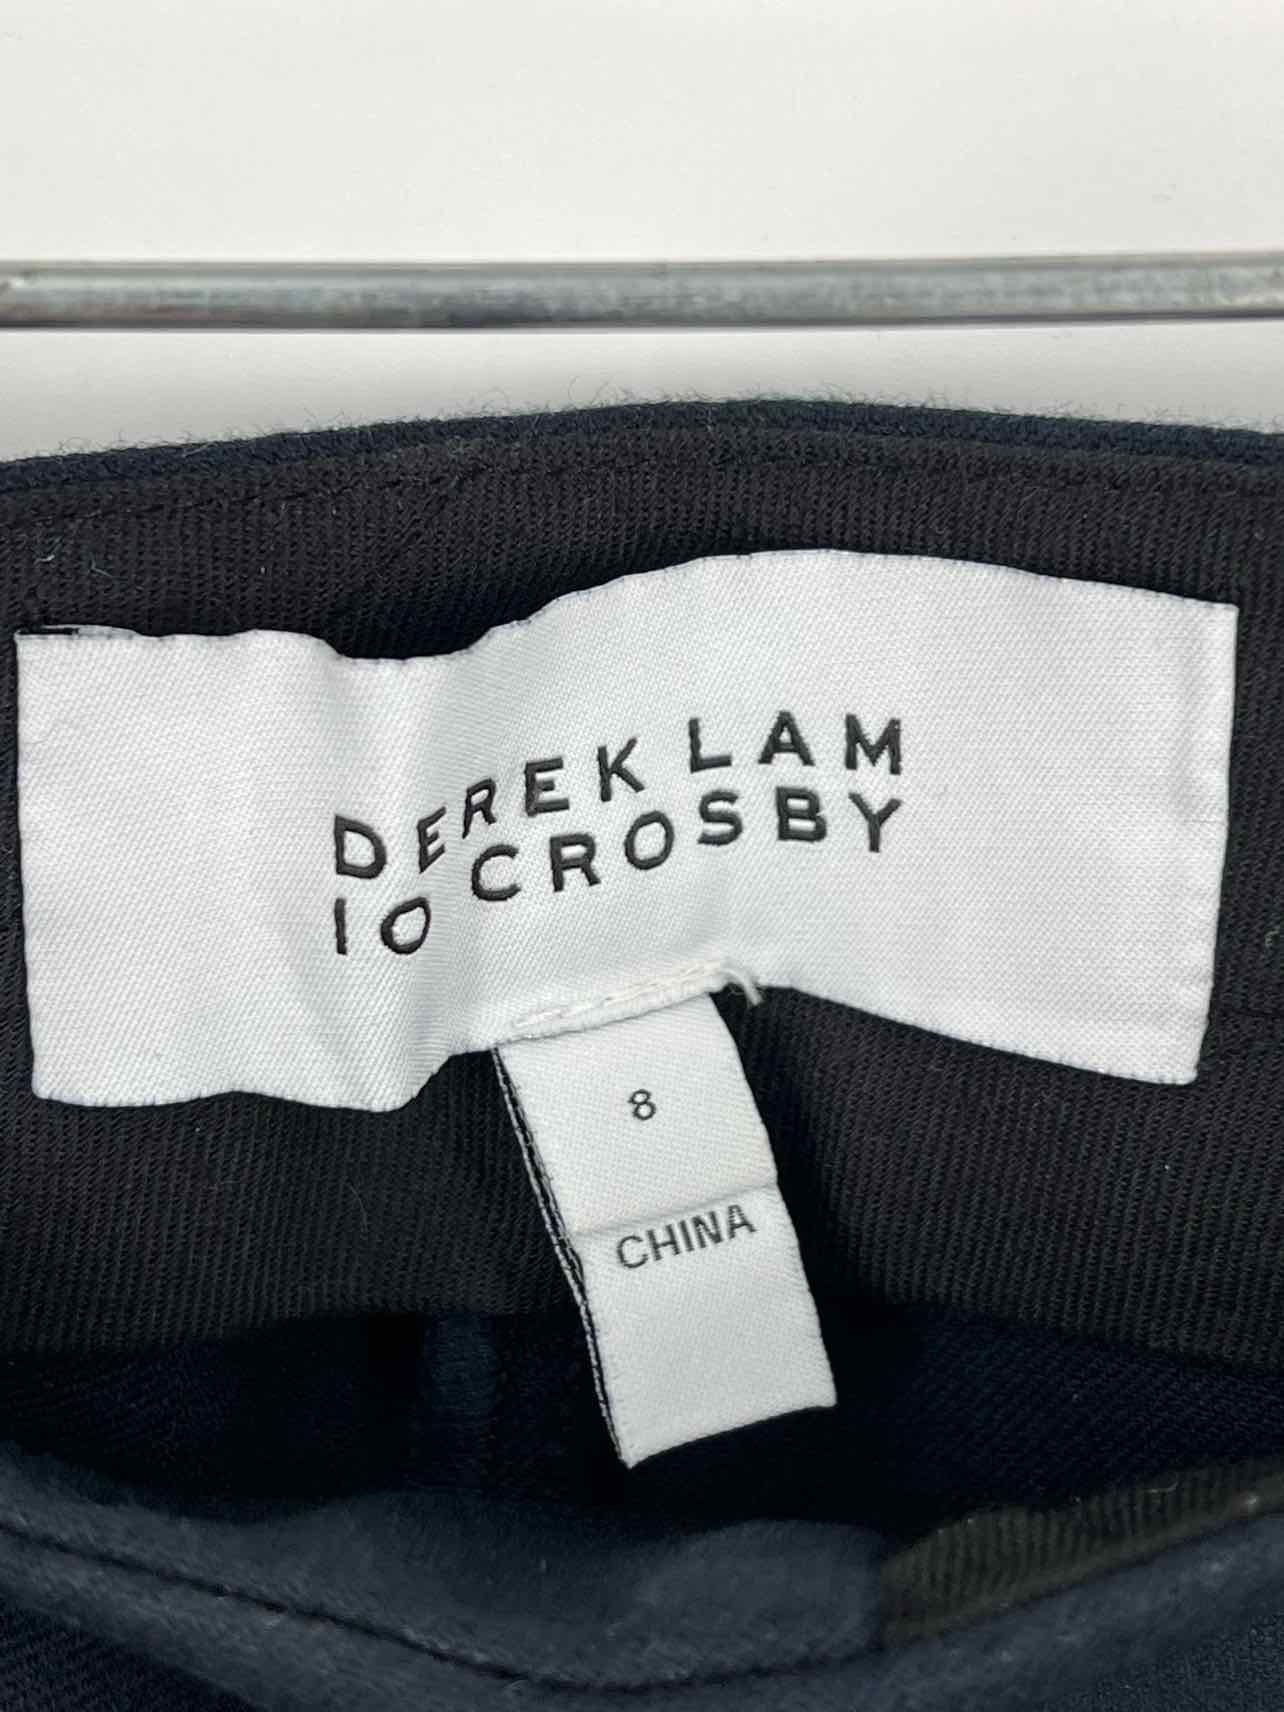 DEREK LAM
10 CROSBY
8
CHINA